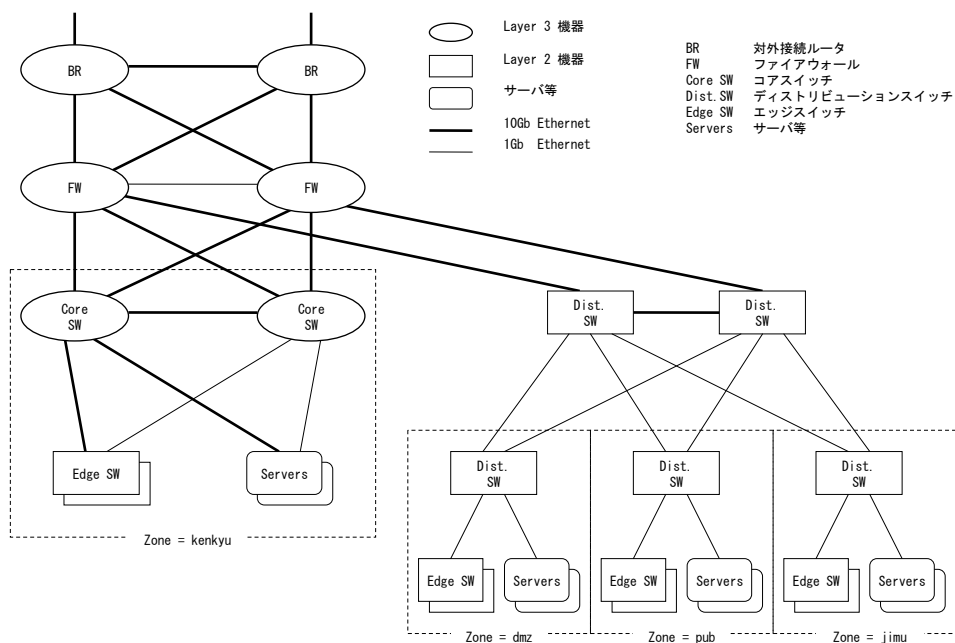 Layer 3 機器
Layer 2 機器
サーバ等
10Gb Ethernet
1Gb Ethernet
BR 対外接続ルータ
FW ファイアウォール
Core SW コアスイッチ
Dist.SW ディストリビューションスイッチ
Edge SW エッジスイッチ
Servers サーバ等
BR
BR
FW
FW
Core
SW
Core
SW
Dist.
SW
Dist.
SW
Edge SW
Servers
Zone = kenkyu
Dist.
SW
Dist.
SW
Dist.
SW
Edge SW
Servers
Edge SW
Servers
Edge SW
Servers
Zone = dmz
Zone = pub
Zone = jimu